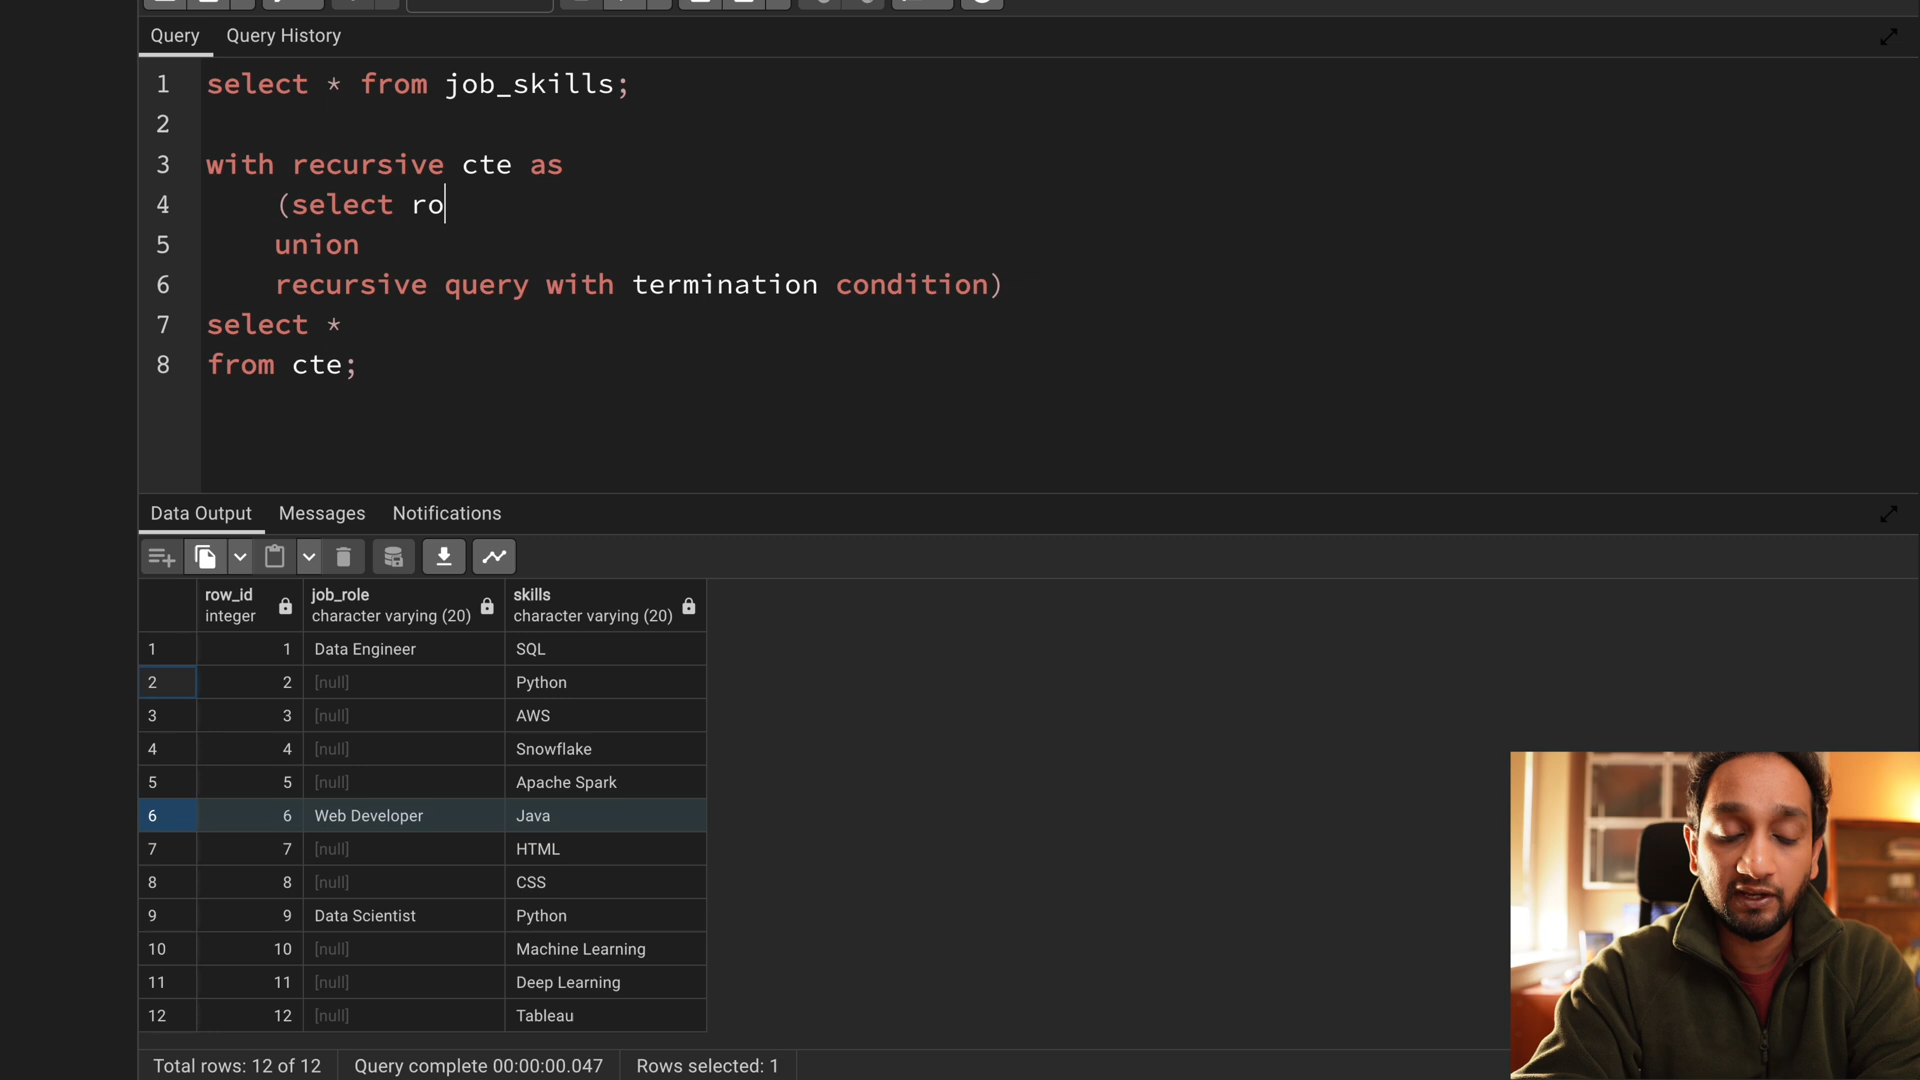 Query Query History
1 select * from job_skills;
2
3 with recursive cte as
4 (select ro
5 union
6 recursive query with termination condition)
7 select *
8 from cte;
Data Output Messages Notifications
row_id job_role skills
integer character varying (20) character varying (20)
1 1 Data Engineer SQL
2 2 [null] Python
3 3 [null] AWS
4 4 [null] Snowflake
5 5 [null] Apache Spark
6 6 Web Developer Java
7 7 [null] HTML
8 8 [null] CSS
9 9 Data Scientist Python
10 10 [null] Machine Learning
11 11 [null] Deep Learning
12 12 [null] Tableau
Total rows: 12 of 12 Query complete 00:00:00.047 Rows selected: 1